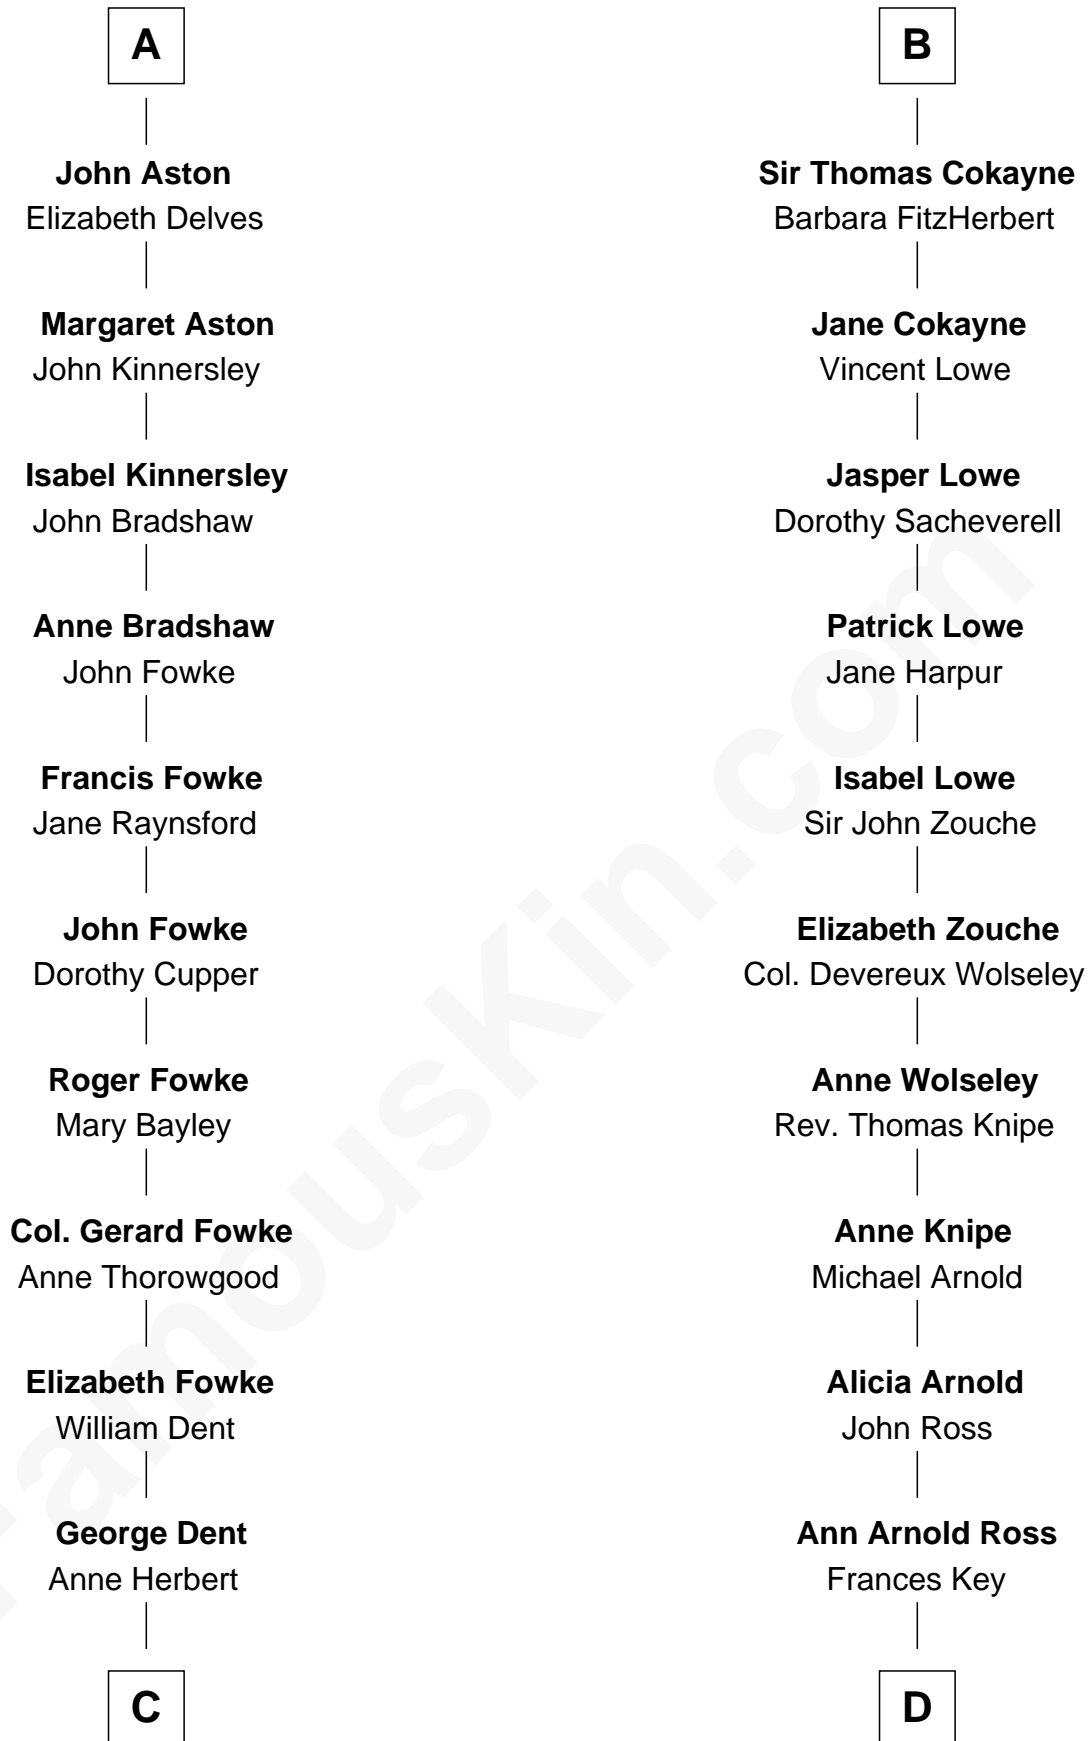 A
John Aston
Elizabeth Delves
Margaret Aston
John Kinnersley
Isabel Kinnersley
John Bradshaw
Anne Bradshaw
John Fowke
Francis Fowke
Jane Raynsford
John Fowke
Dorothy Cupper
Roger Fowke
Mary Bayley
Col. Gerard Fowke
Anne Thorowgood
Elizabeth Fowke
William Dent
George Dent
Anne Herbert
C
B
Sir Thomas Cokayne
Barbara FitzHerbert
Jane Cokayne
Vincent Lowe
Jasper Lowe
Dorothy Sacheverell
Patrick Lowe
Jane Harpur
Isabel Lowe
Sir John Zouche
Elizabeth Zouche
Col. Devereux Wolseley
Anne Wolseley
Rev. Thomas Knipe
Anne Knipe
Michael Arnold
Alicia Arnold
John Ross
Ann Arnold Ross
Frances Key
D
FamousKin.com